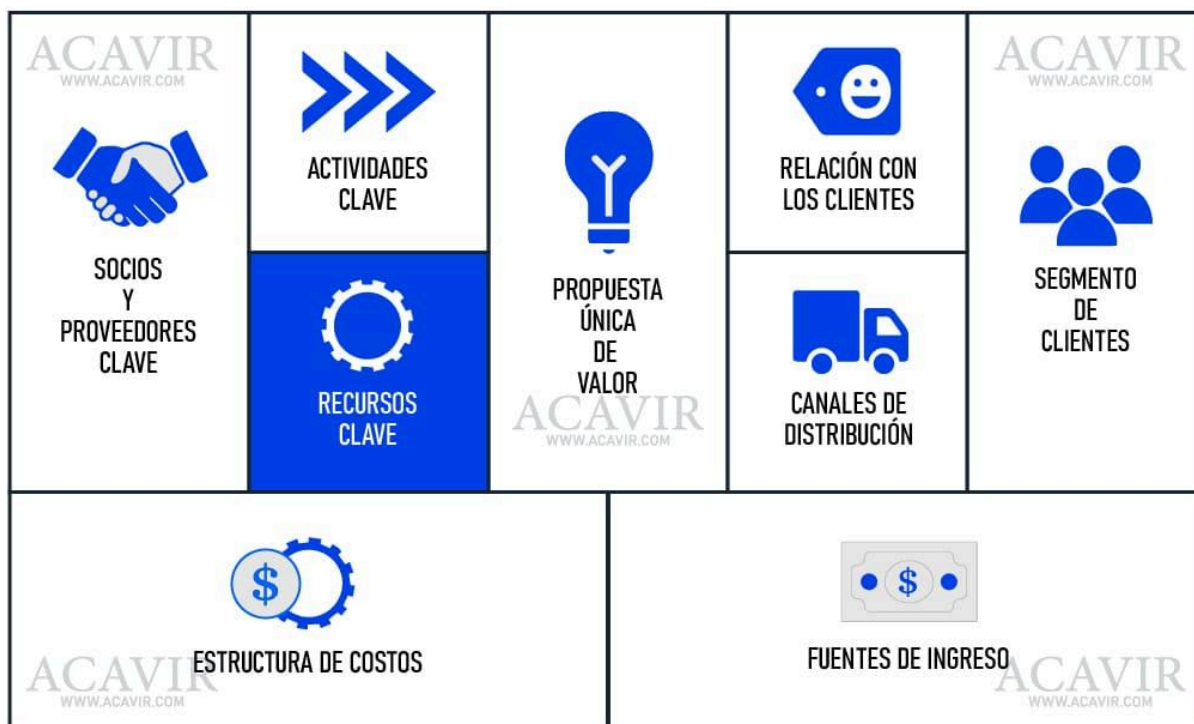 ACAVIR
WWW.ACAVIR.COM
SOCIOS
Y
PROVEEDORES
CLAVE
ACTIVIDADES
CLAVE
RECURSOS
CLAVE
PROPUESTA
ÚNICA
DE
VALOR
ACAVIR
WWW.ACAVIR.COM
RELACIÓN CON
LOS CLIENTES
CANALES DE
DISTRIBUCIÓN
ACAVIR
WWW.ACAVIR.COM
SEGMENTO
DE
CLIENTES
$
ESTRUCTURA DE COSTOS
ACAVIR
WWW.ACAVIR.COM
$
FUENTES DE INGRESO
ACAVIR
WWW.ACAVIR.COM